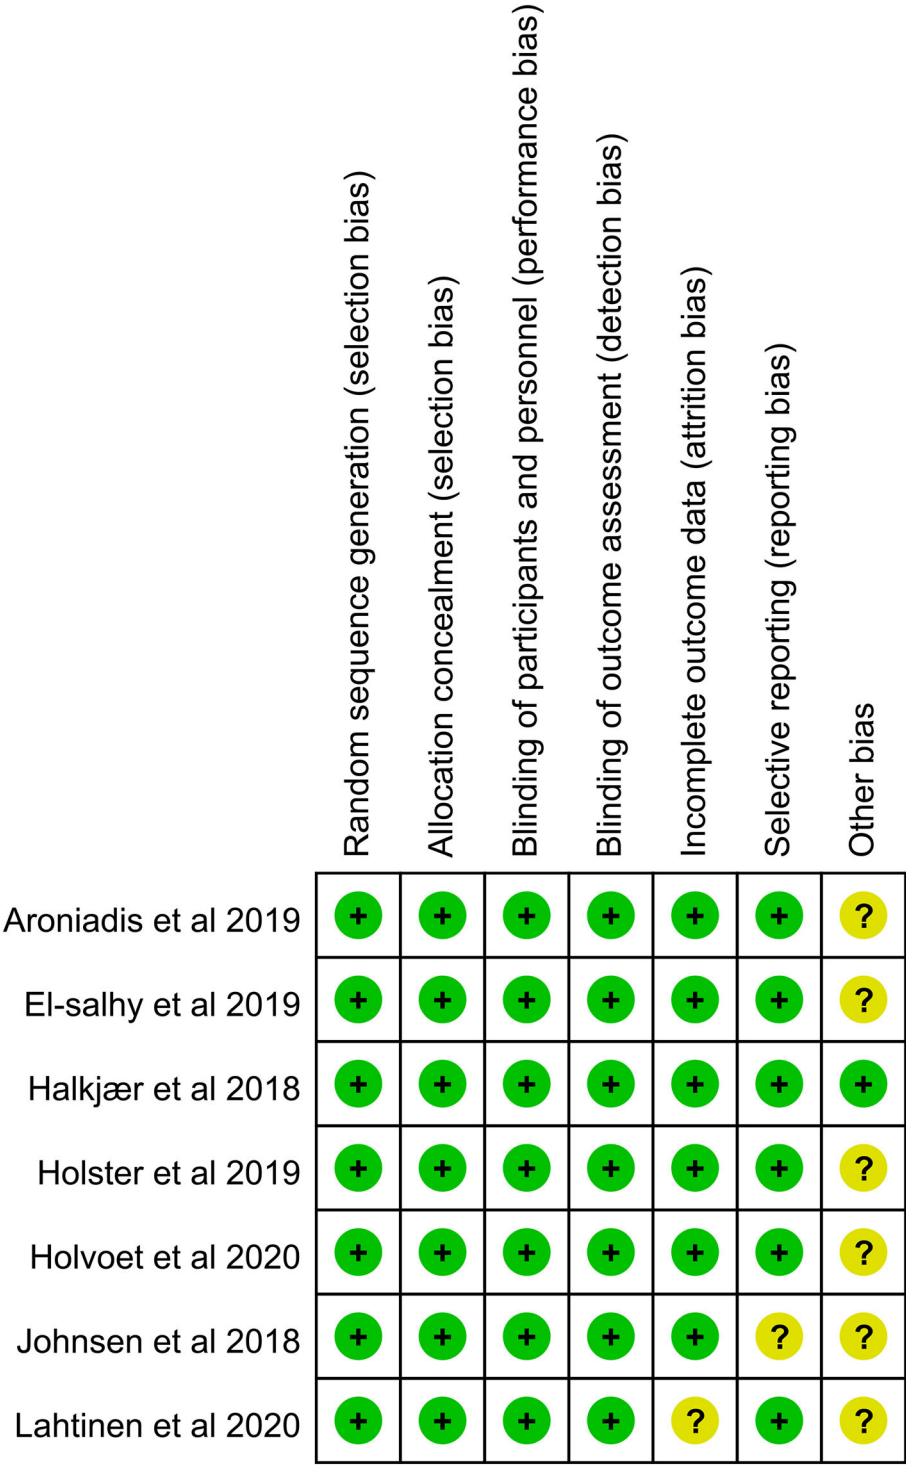 Random sequence generation (selection bias)
Allocation concealment (selection bias)
Blinding of participants and personnel (performance bias)
Blinding of outcome assessment (detection bias)
Incomplete outcome data (attrition bias)
Selective reporting (reporting bias)
Other bias
Aroniadis et al 2019 + + + + + + ?
El-salhy et al 2019 + + + + + + ?
Halkjær et al 2018 + + + + + + +
Holster et al 2019 + + + + + + ?
Holvoet et al 2020 + + + + + + ?
Johnsen et al 2018 + + + + + ? ?
Lahtinen et al 2020 + + + + ? + ?